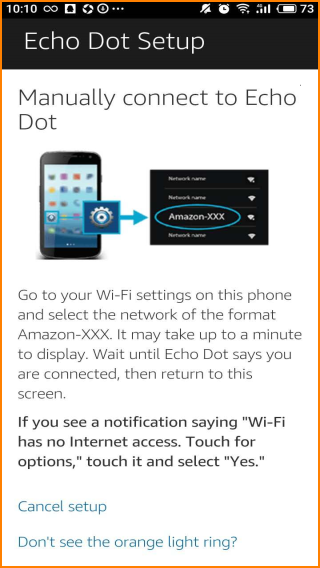 10:10
73
Echo Dot Setup
Manually connect to Echo
Dot
Network name
Network name
Amazon-XXX
Network name
Go to your Wi-Fi settings on this phone
and select the network of the format
Amazon-XXX. It may take up to a minute
to display. Wait until Echo Dot says you
are connected, then return to this
screen.
If you see a notification saying "Wi-Fi
has no Internet access. Touch for
options," touch it and select "Yes."
Cancel setup
Don't see the orange light ring?